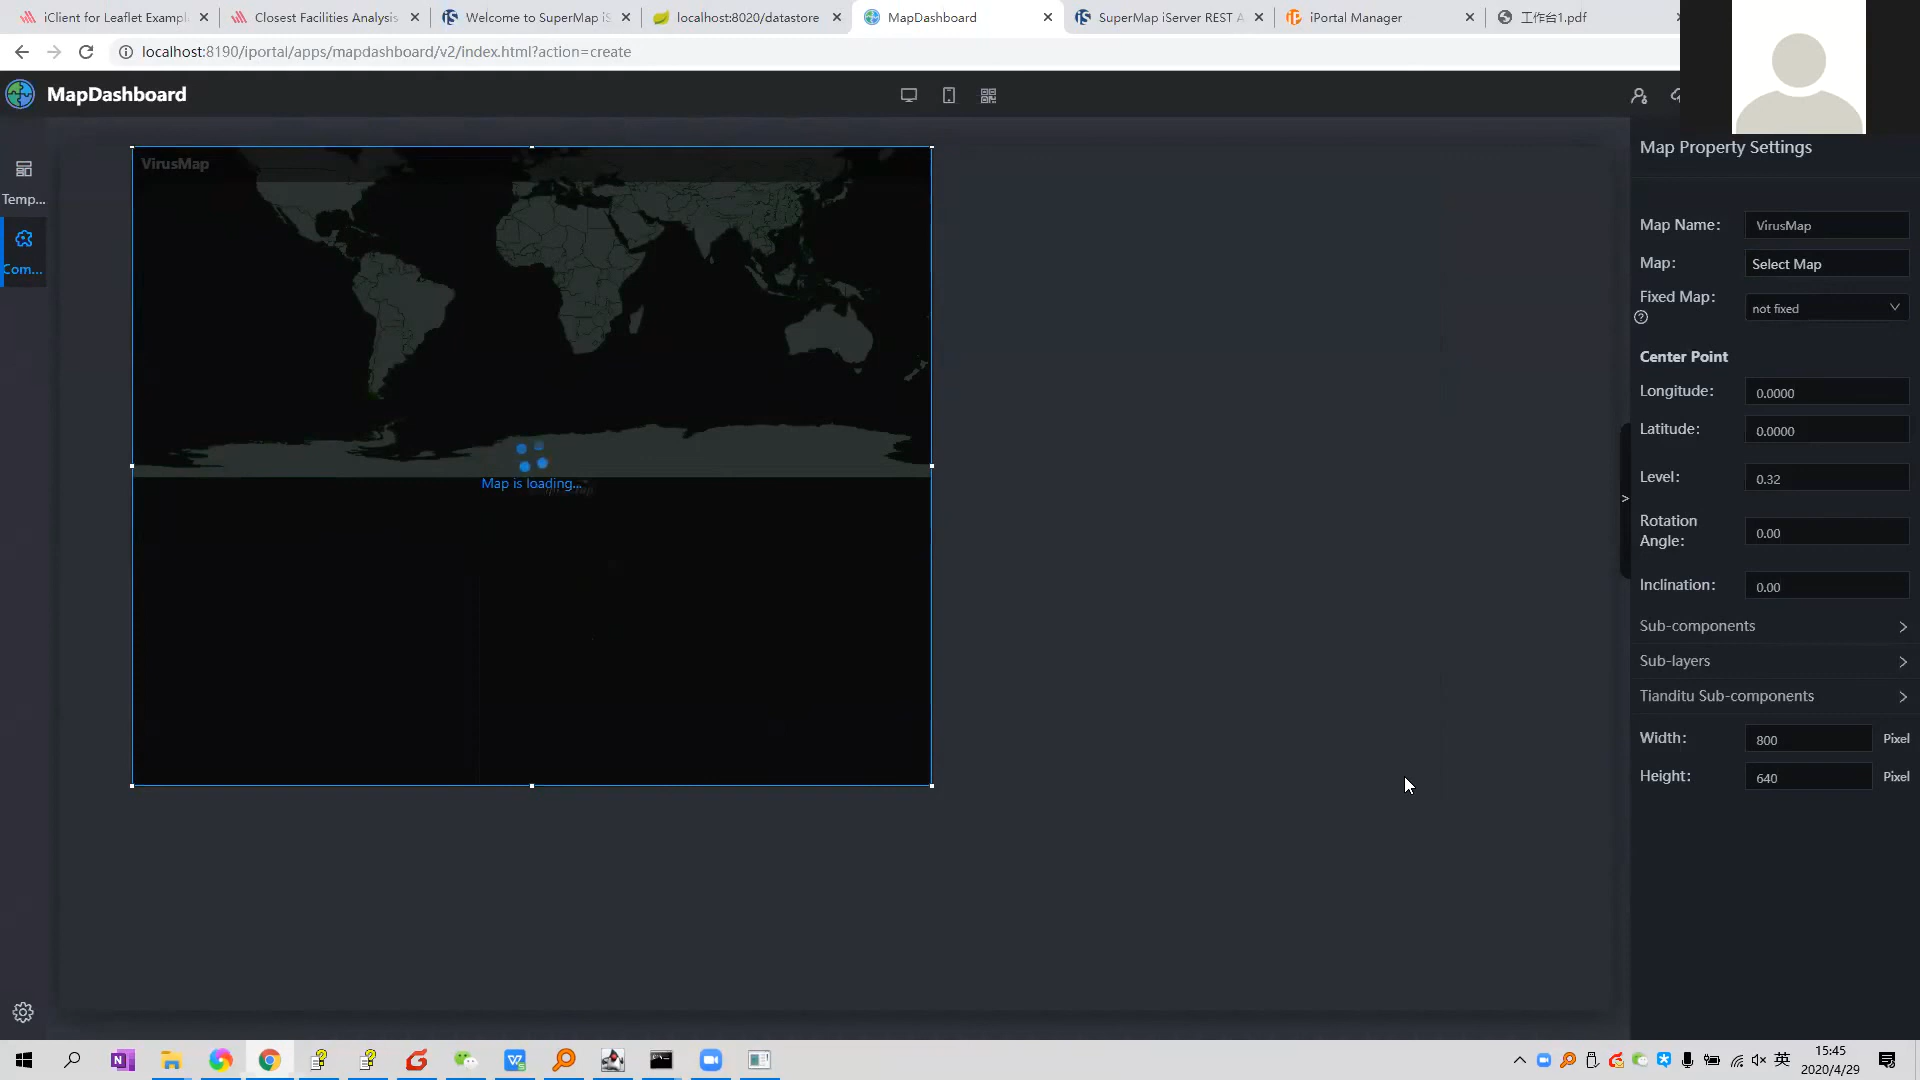 iClient for Leaflet Exampl
Closest Facilities Analysis
Welcome to SuperMap iS
localhost:8020/datastore
MapDashboard
SuperMap iServer REST A
iPortal Manager
工作台1.pdf
localhost:8190/iportal/apps/mapdashboard/v2/index.html?action=create
MapDashboard
Temp...
Com...
VirusMap
Map is loading...
Map Property Settings
Map Name: VirusMap
Map: Select Map
Fixed Map: not fixed
Center Point
Longitude: 0.0000
Latitude: 0.0000
Level: 0.32
Rotation
Angle: 0.00
Inclination: 0.00
Sub-components
Sub-layers
Tianditu Sub-components
Width: 800 Pixel
Height: 640 Pixel
英
15:45
2020/4/29